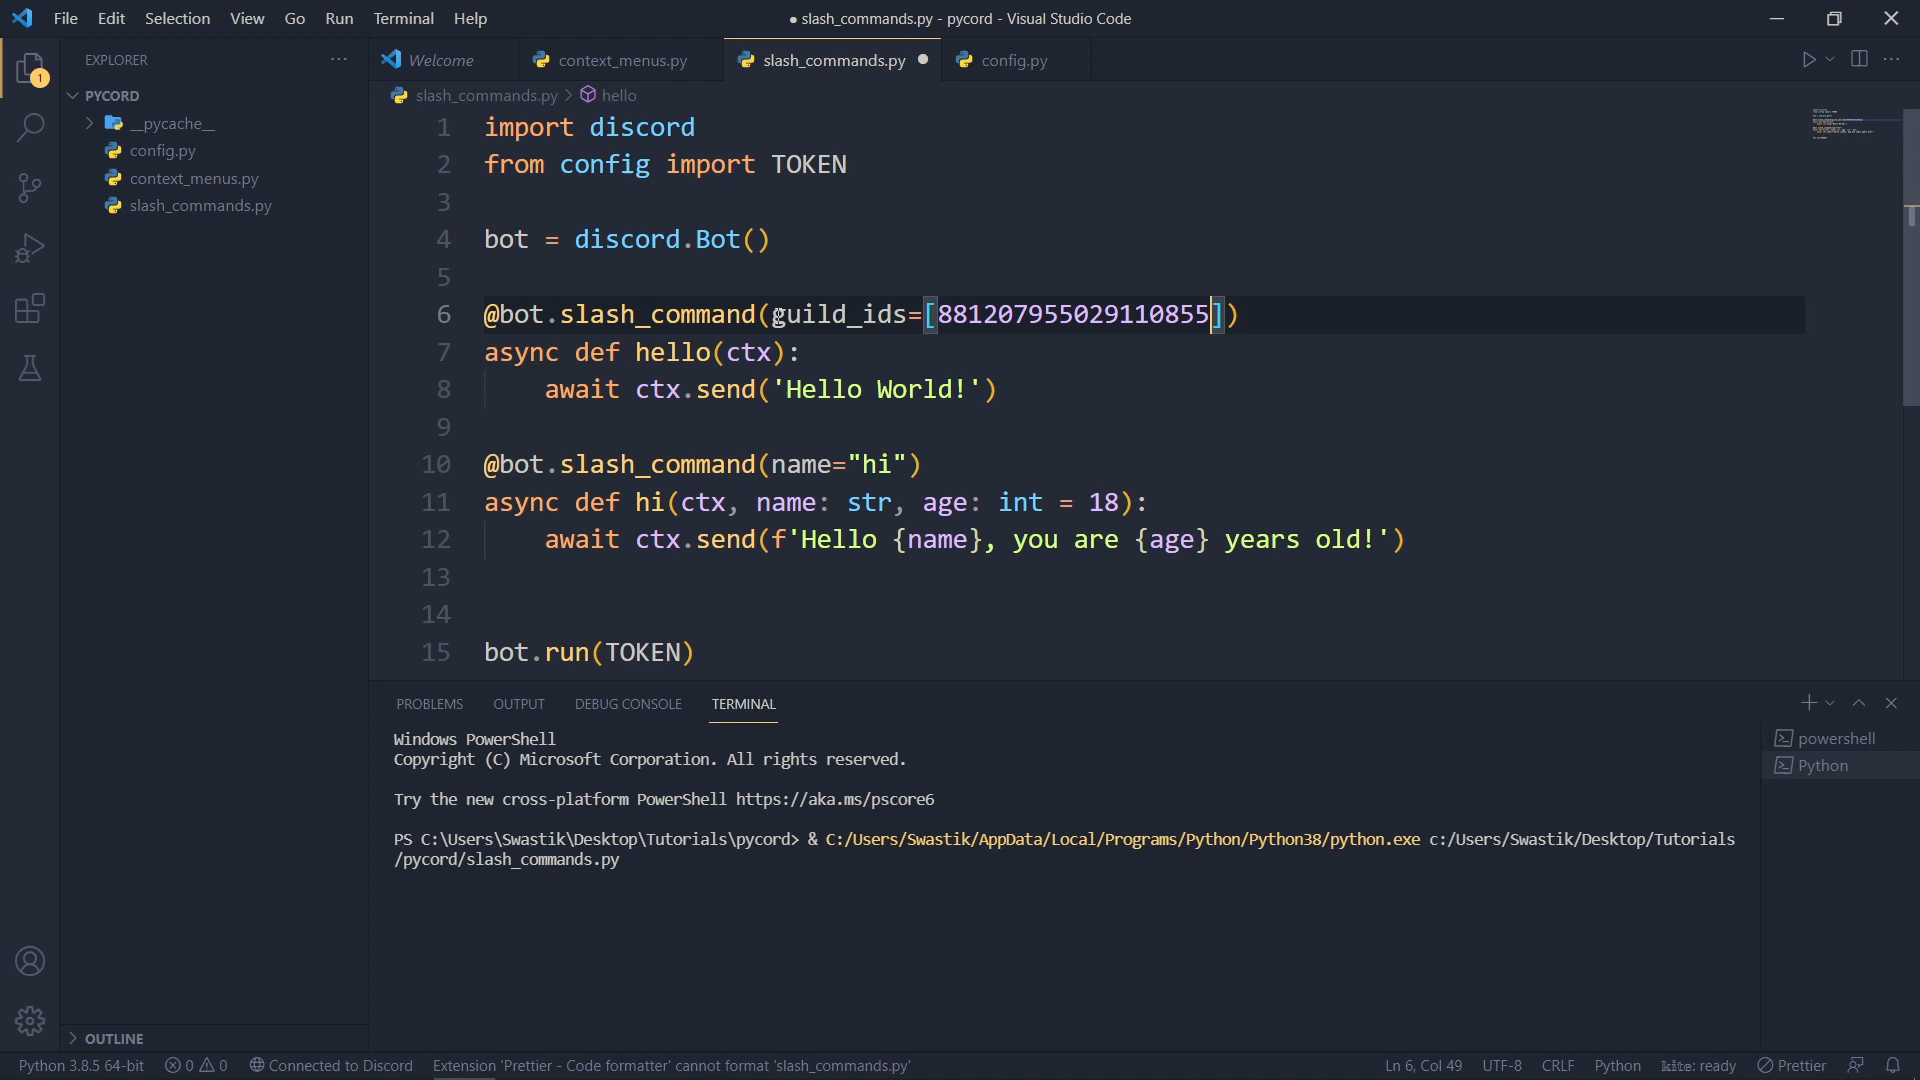 File Edit Selection View Go Run Terminal Help
● slash_commands.py - pycord - Visual Studio Code
EXPLORER
Welcome
context_menus.py
slash_commands.py
config.py
1
PYCORD
__pycache__
config.py
context_menus.py
slash_commands.py
slash_commands.py > hello
1 import discord
2 from config import TOKEN
3
4 bot = discord.Bot()
5
6 @bot.slash_command(guild_ids=[881207955029110855])
7 async def hello(ctx):
8 await ctx.send('Hello World!')
9
10 @bot.slash_command(name="hi")
11 async def hi(ctx, name: str, age: int = 18):
12 await ctx.send(f'Hello {name}, you are {age} years old!')
13
14
15 bot.run(TOKEN)
PROBLEMS OUTPUT DEBUG CONSOLE TERMINAL
Windows PowerShell
Copyright (C) Microsoft Corporation. All rights reserved.
Try the new cross-platform PowerShell https://aka.ms/pscore6
PS C:\Users\Swastik\Desktop\Tutorials\pycord> & C:/Users/Swastik/AppData/Local/Programs/Python/Python38/python.exe c:/Users/Swastik/Desktop/Tutorials
/pycord/slash_commands.py
powershell
Python
OUTLINE
Python 3.8.5 64-bit 0 0 Connected to Discord Extension 'Prettier - Code formatter' cannot format 'slash_commands.py' Ln 6, Col 49 UTF-8 CRLF Python kite: ready Prettier